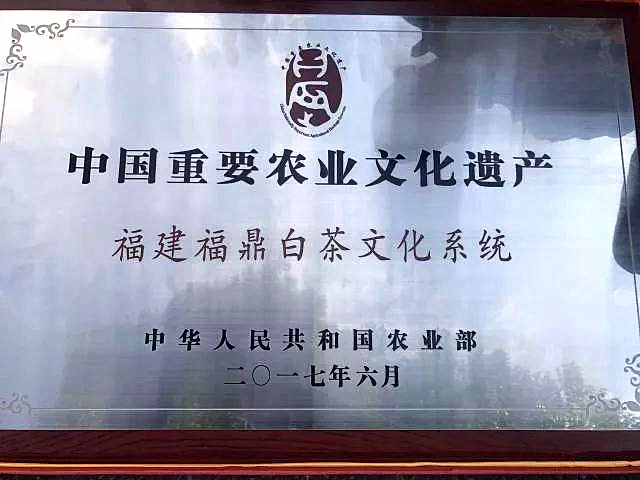 中国重要农业文化遗产
福建福鼎白茶文化系统
中华人民共和国农业部
二〇一七年六月